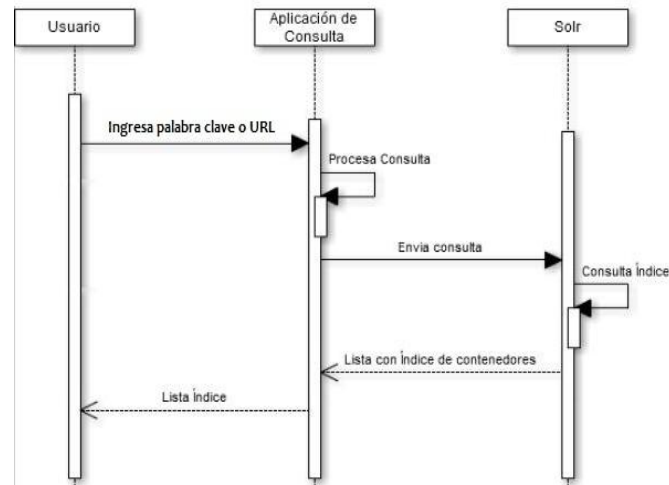 Usuario
Aplicación de
Consulta
Solr
Ingresa palabra clave o URL
Procesa Consulta
Envia consulta
Consulta Índice
Lista con Índice de contenedores
Lista Índice